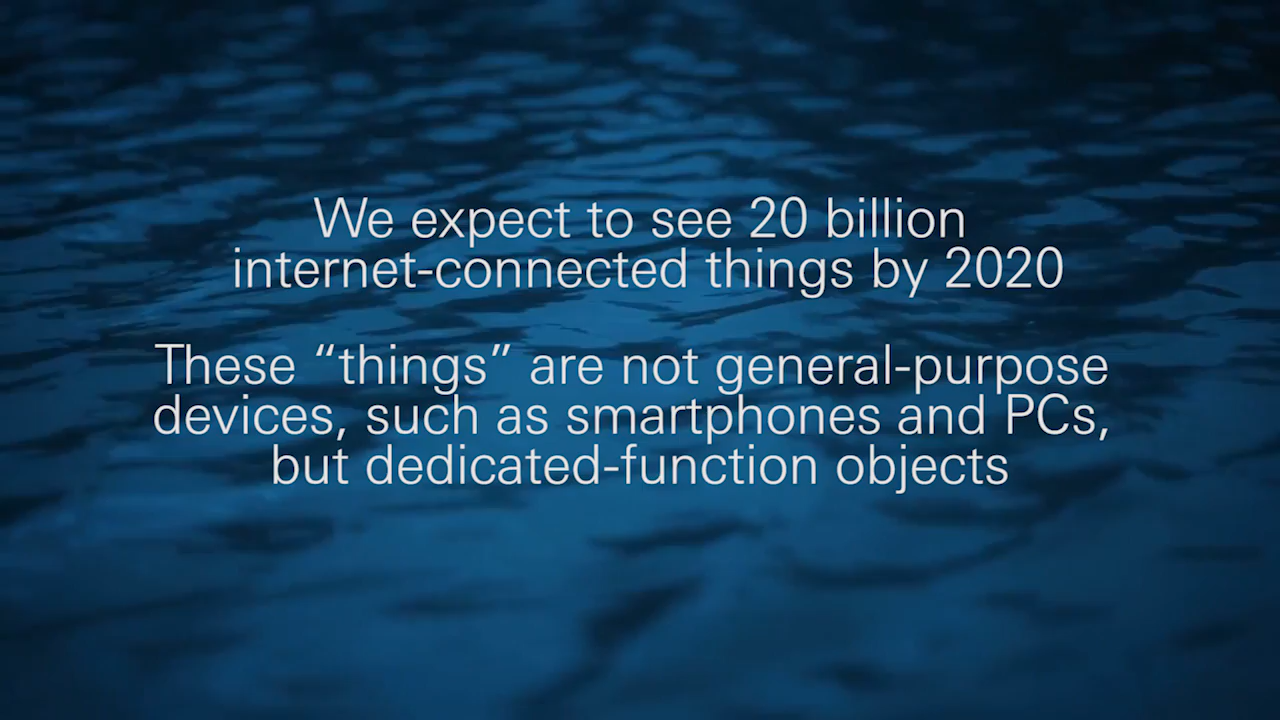 We expect to see 20 billion
internet-connected things by 2020
These “things” are not general-purpose
devices, such as smartphones and PCs,
but dedicated-function objects